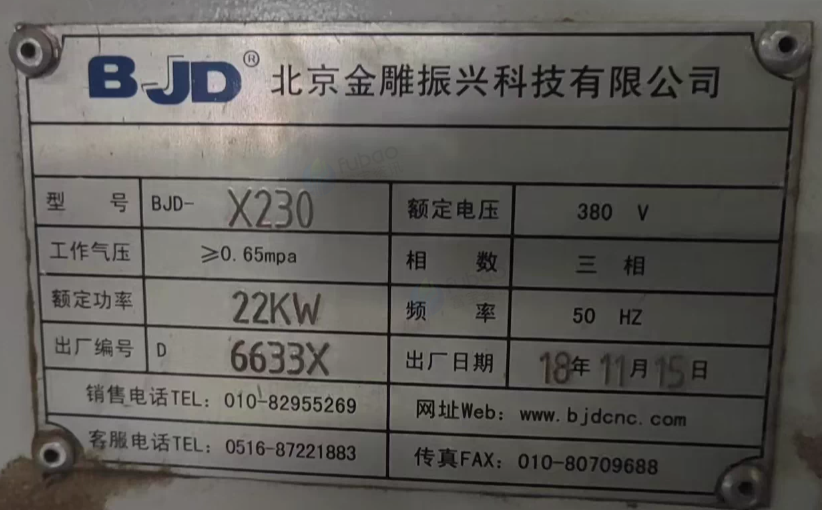 BJD® 北京金雕振兴科技有限公司
型 号 BJD- X230 额定电压 380 V
工作气压 ≥0.65mpa 相 数 三 相
额定功率 22KW 频 率 50 HZ
出厂编号 D 6633X 出厂日期 18年11月15日
销售电话TEL: 010-82955269 网址Web: www.bjdcnc.com
客服电话TEL: 0516-87221883 传真FAX: 010-80709688
fubao